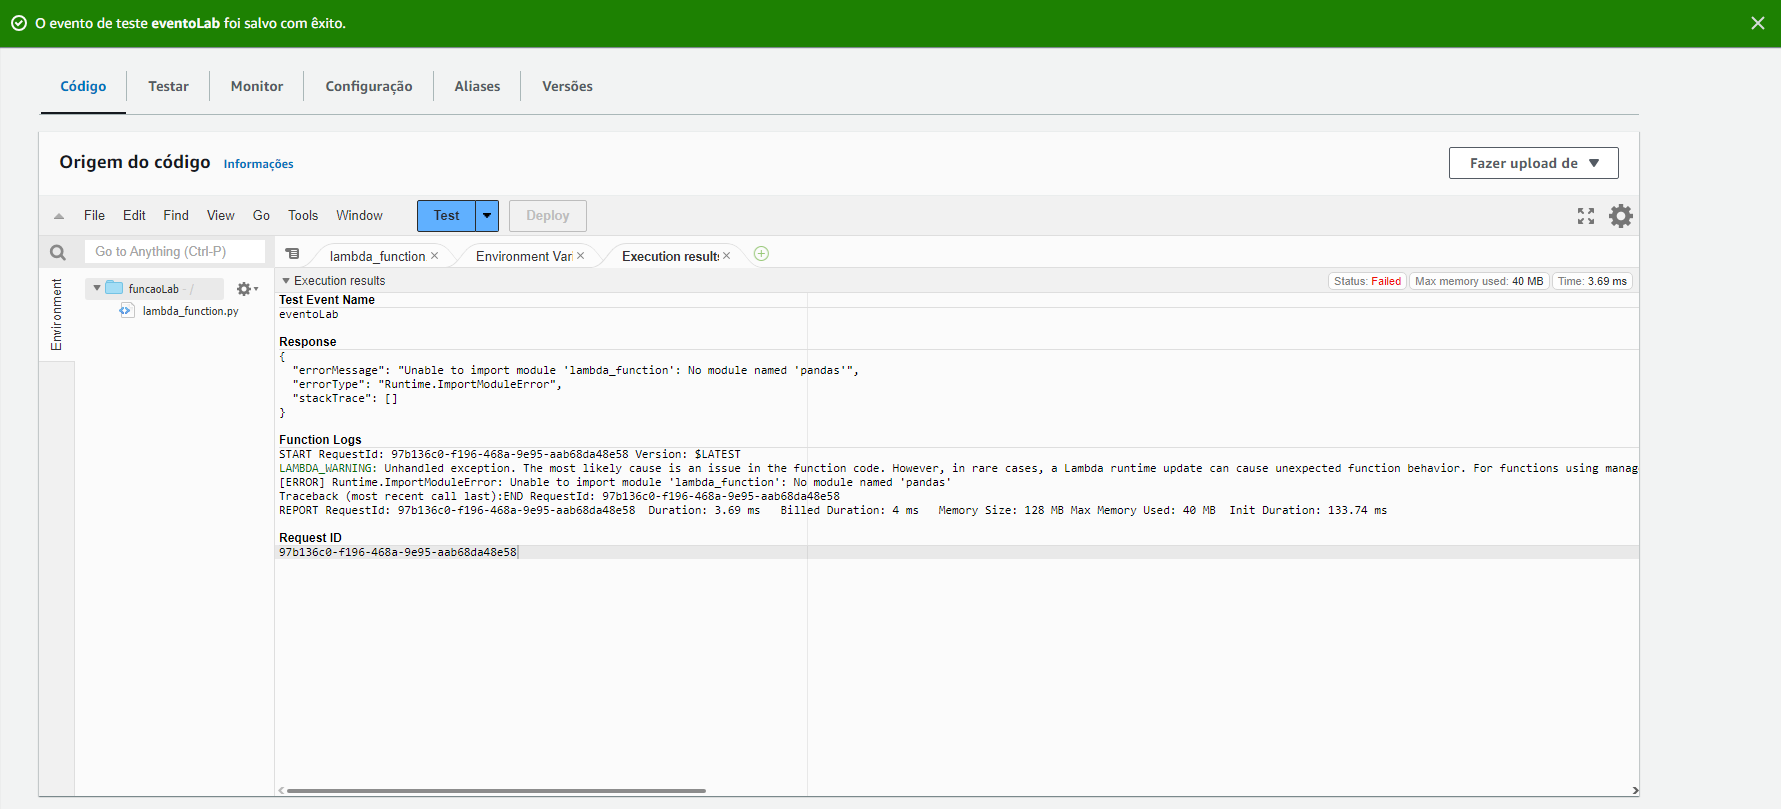 O evento de teste eventoLab foi salvo com êxito.
Código
Testar
Monitor
Configuração
Aliases
Versões
Origem do código Informações
Fazer upload de
File Edit Find View Go Tools Window
Test
Deploy
Go to Anything (Ctrl-P)
lambda_function
Environment Vari
Execution results
Environment
funcaoLab - /
lambda_function.py
Execution results
Status: Failed
Max memory used: 40 MB
Time: 3.69 ms
Test Event Name
eventoLab
Response
{
"errorMessage": "Unable to import module 'lambda_function': No module named 'pandas'",
"errorType": "Runtime.ImportModuleError",
"stackTrace": []
}
Function Logs
START RequestId: 97b136c0-f196-468a-9e95-aab68da48e58 Version: $LATEST
LAMBDA_WARNING: Unhandled exception. The most likely cause is an issue in the function code. However, in rare cases, a Lambda runtime update can cause unexpected function behavior. For functions using manag
[ERROR] Runtime.ImportModuleError: Unable to import module 'lambda_function': No module named 'pandas'
Traceback (most recent call last):END RequestId: 97b136c0-f196-468a-9e95-aab68da48e58
REPORT RequestId: 97b136c0-f196-468a-9e95-aab68da48e58 Duration: 3.69 ms Billed Duration: 4 ms Memory Size: 128 MB Max Memory Used: 40 MB Init Duration: 133.74 ms
Request ID
97b136c0-f196-468a-9e95-aab68da48e58